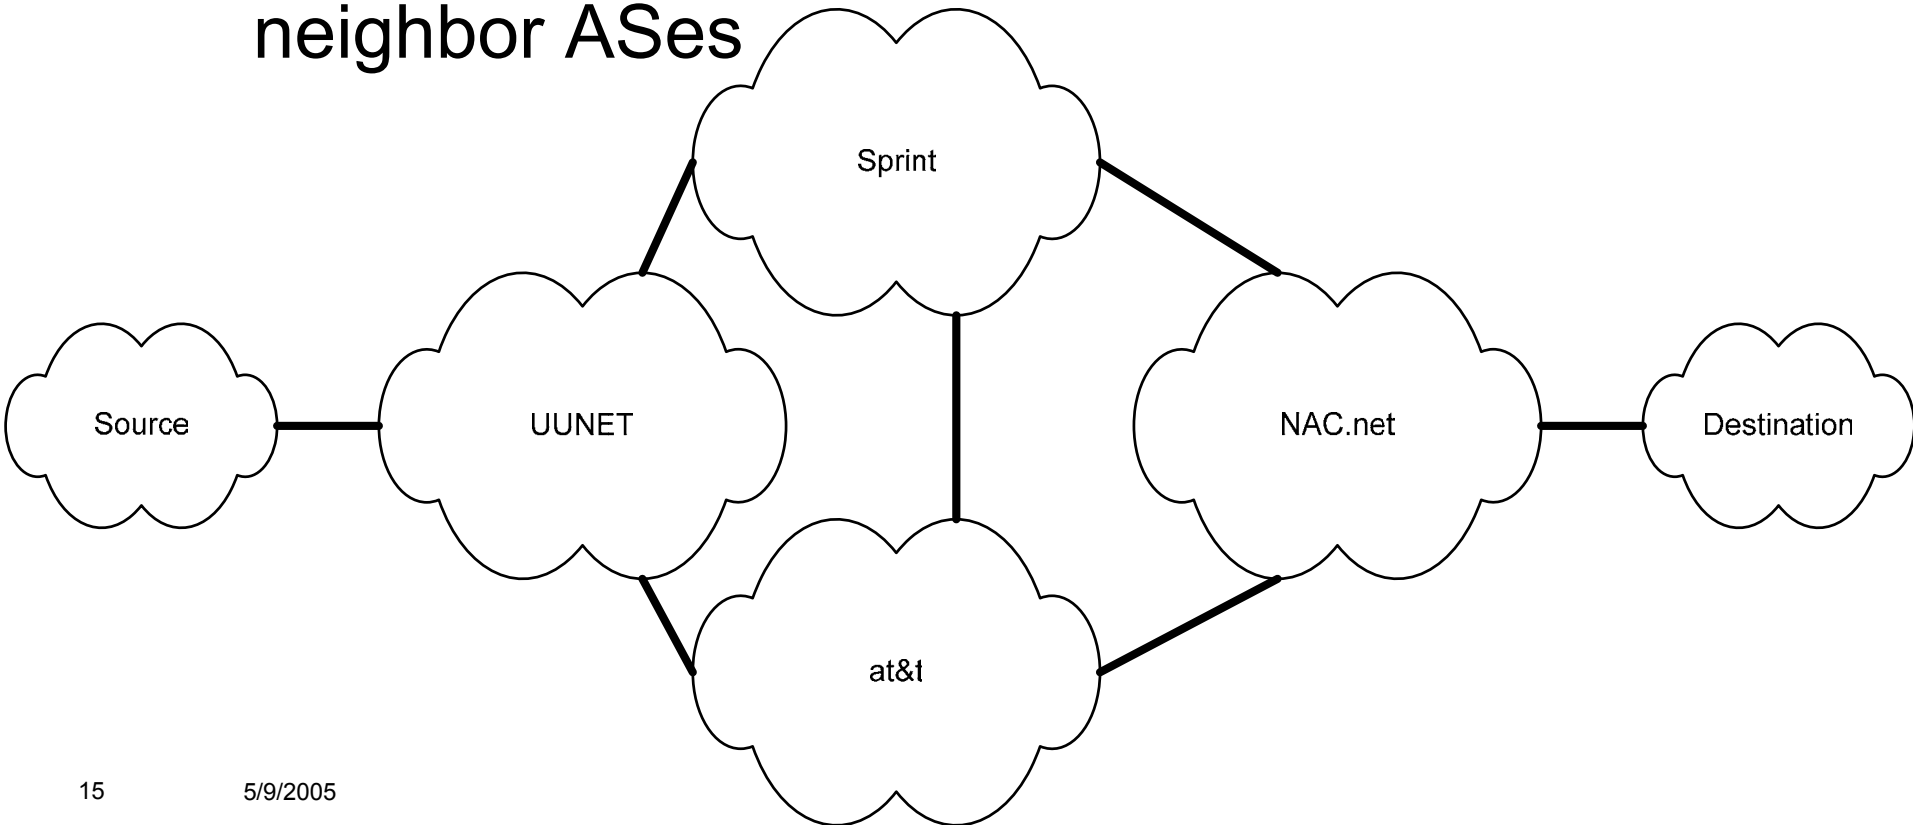 neighbor ASes
Sprint
Source
UUNET
NAC.net
Destination
at&t
15
5/9/2005